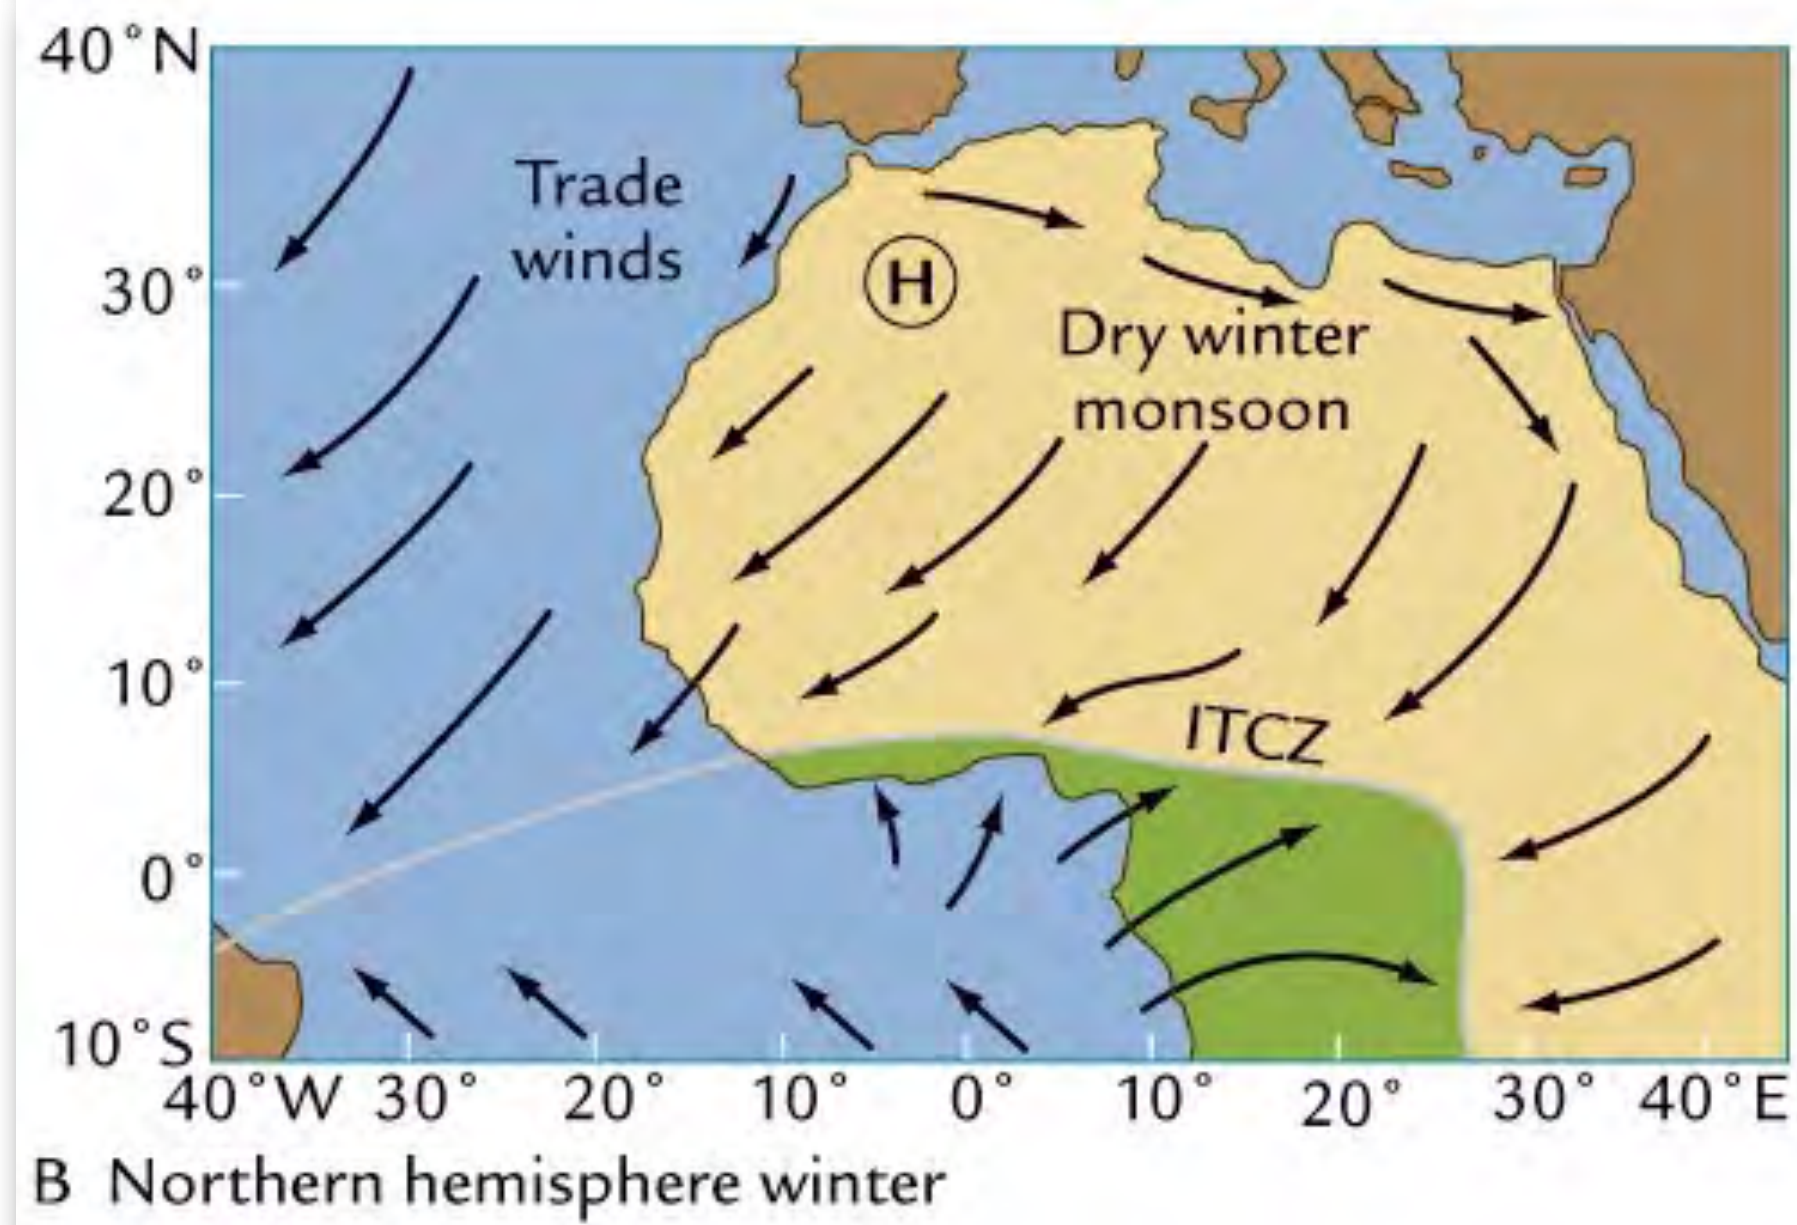 40°N
Trade
winds
H
30°
Dry winter
monsoon
20°
10°
ITCZ
0°
10°S
40°W 30° 20° 10° 0° 10° 20° 30° 40°E
B Northern hemisphere winter